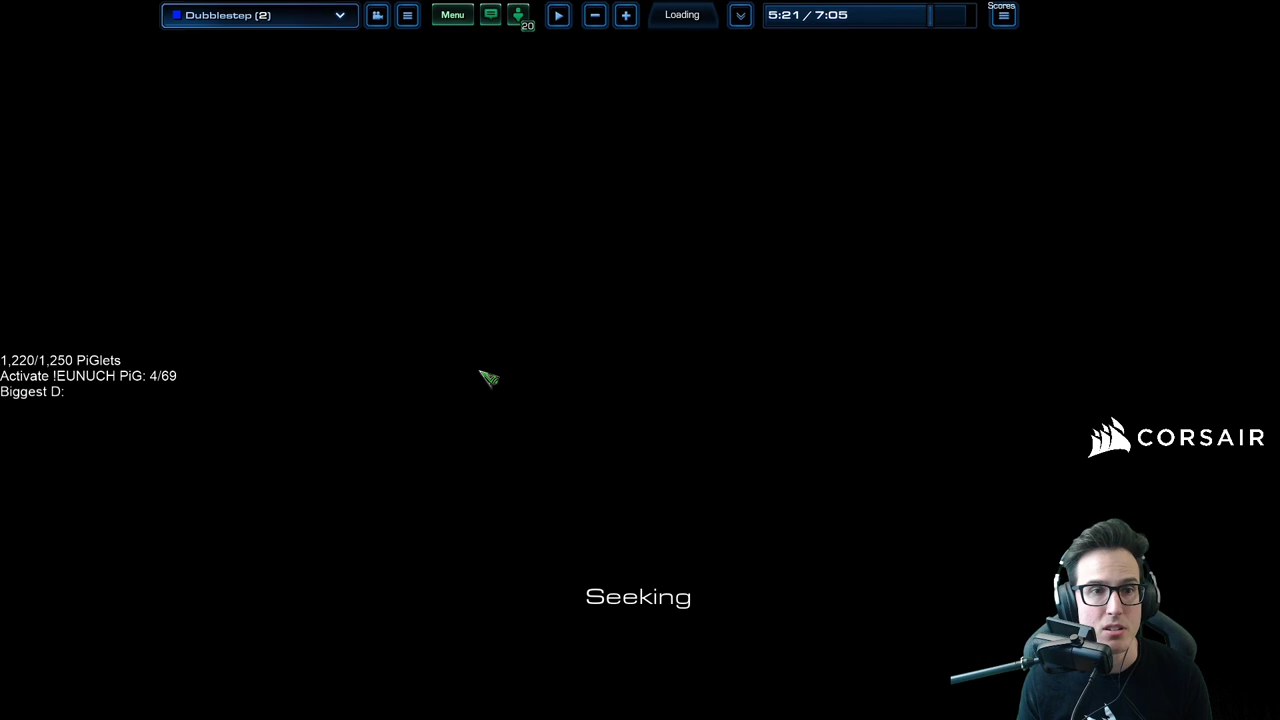 Dubblestep (2)
Menu
20
Loading
5:21 / 7:05
Scores
1,220/1,250 PiGlets
Activate !EUNUCH PiG: 4/69
Biggest D:
CORSAIR
Seeking